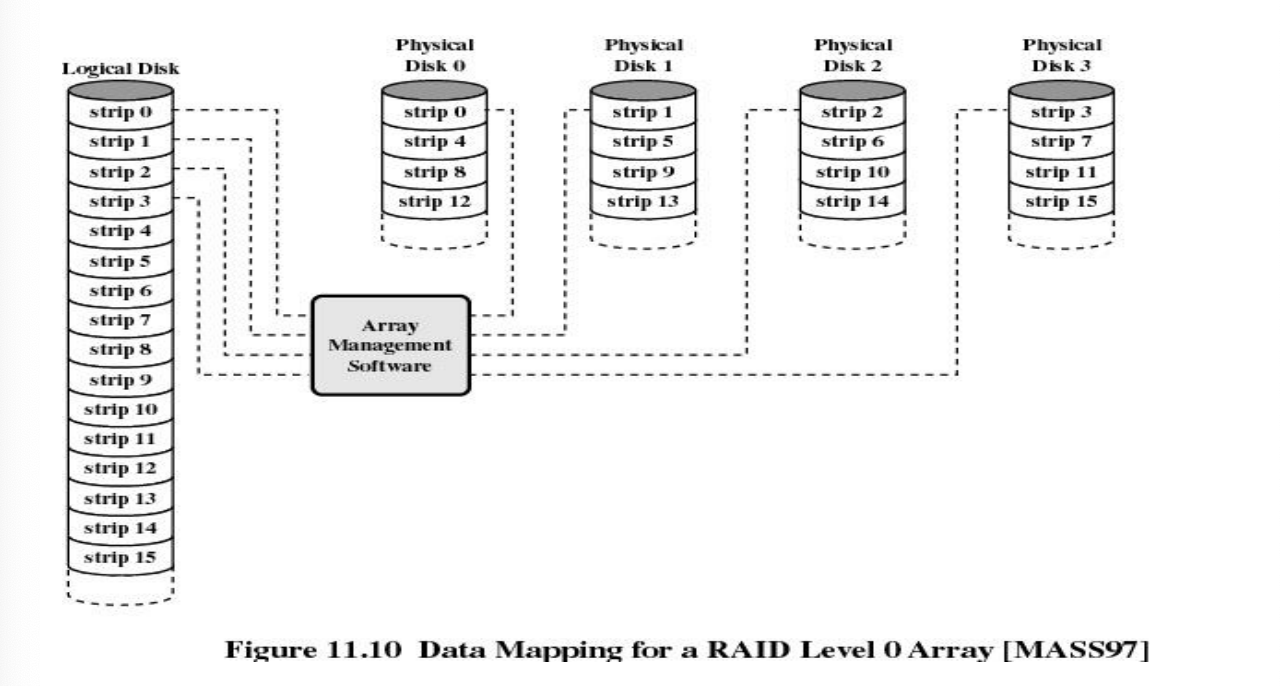 Logical Disk
strip 0
strip 1
strip 2
strip 3
strip 4
strip 5
strip 6
strip 7
strip 8
strip 9
strip 10
strip 11
strip 12
strip 13
strip 14
strip 15
Physical
Disk 0
strip 0
strip 4
strip 8
strip 12
Physical
Disk 1
strip 1
strip 5
strip 9
strip 13
Physical
Disk 2
strip 2
strip 6
strip 10
strip 14
Physical
Disk 3
strip 3
strip 7
strip 11
strip 15
Array
Management
Software
Figure 11.10 Data Mapping for a RAID Level 0 Array [MASS97]